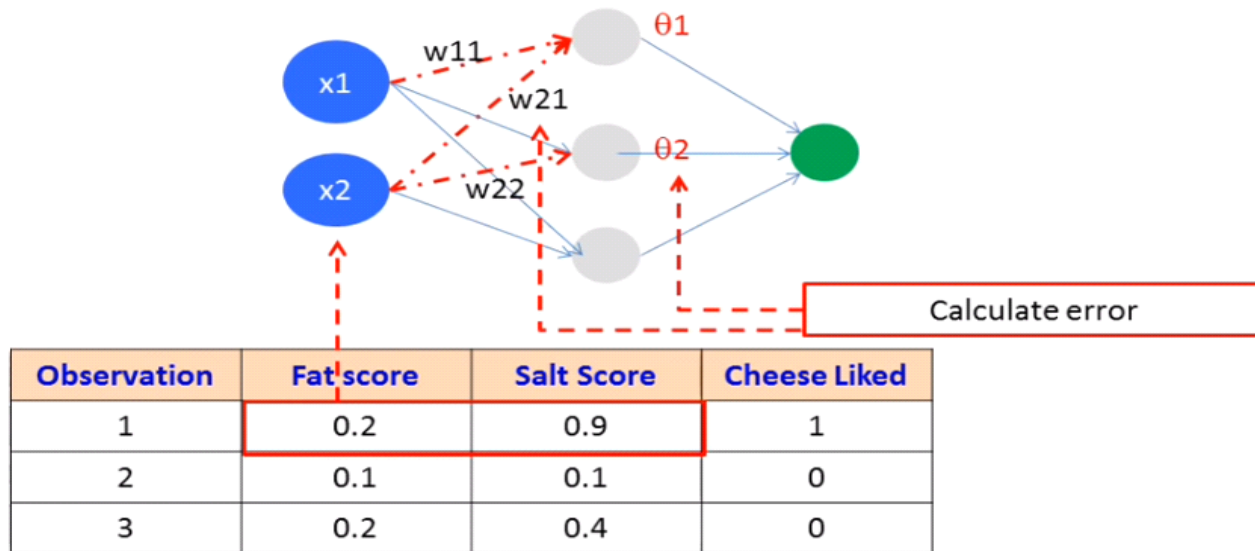 θ1
w11
x1
w21
θ2
x2
w22
Calculate error
Observation Fat score Salt Score Cheese Liked
1 0.2 0.9 1
2 0.1 0.1 0
3 0.2 0.4 0